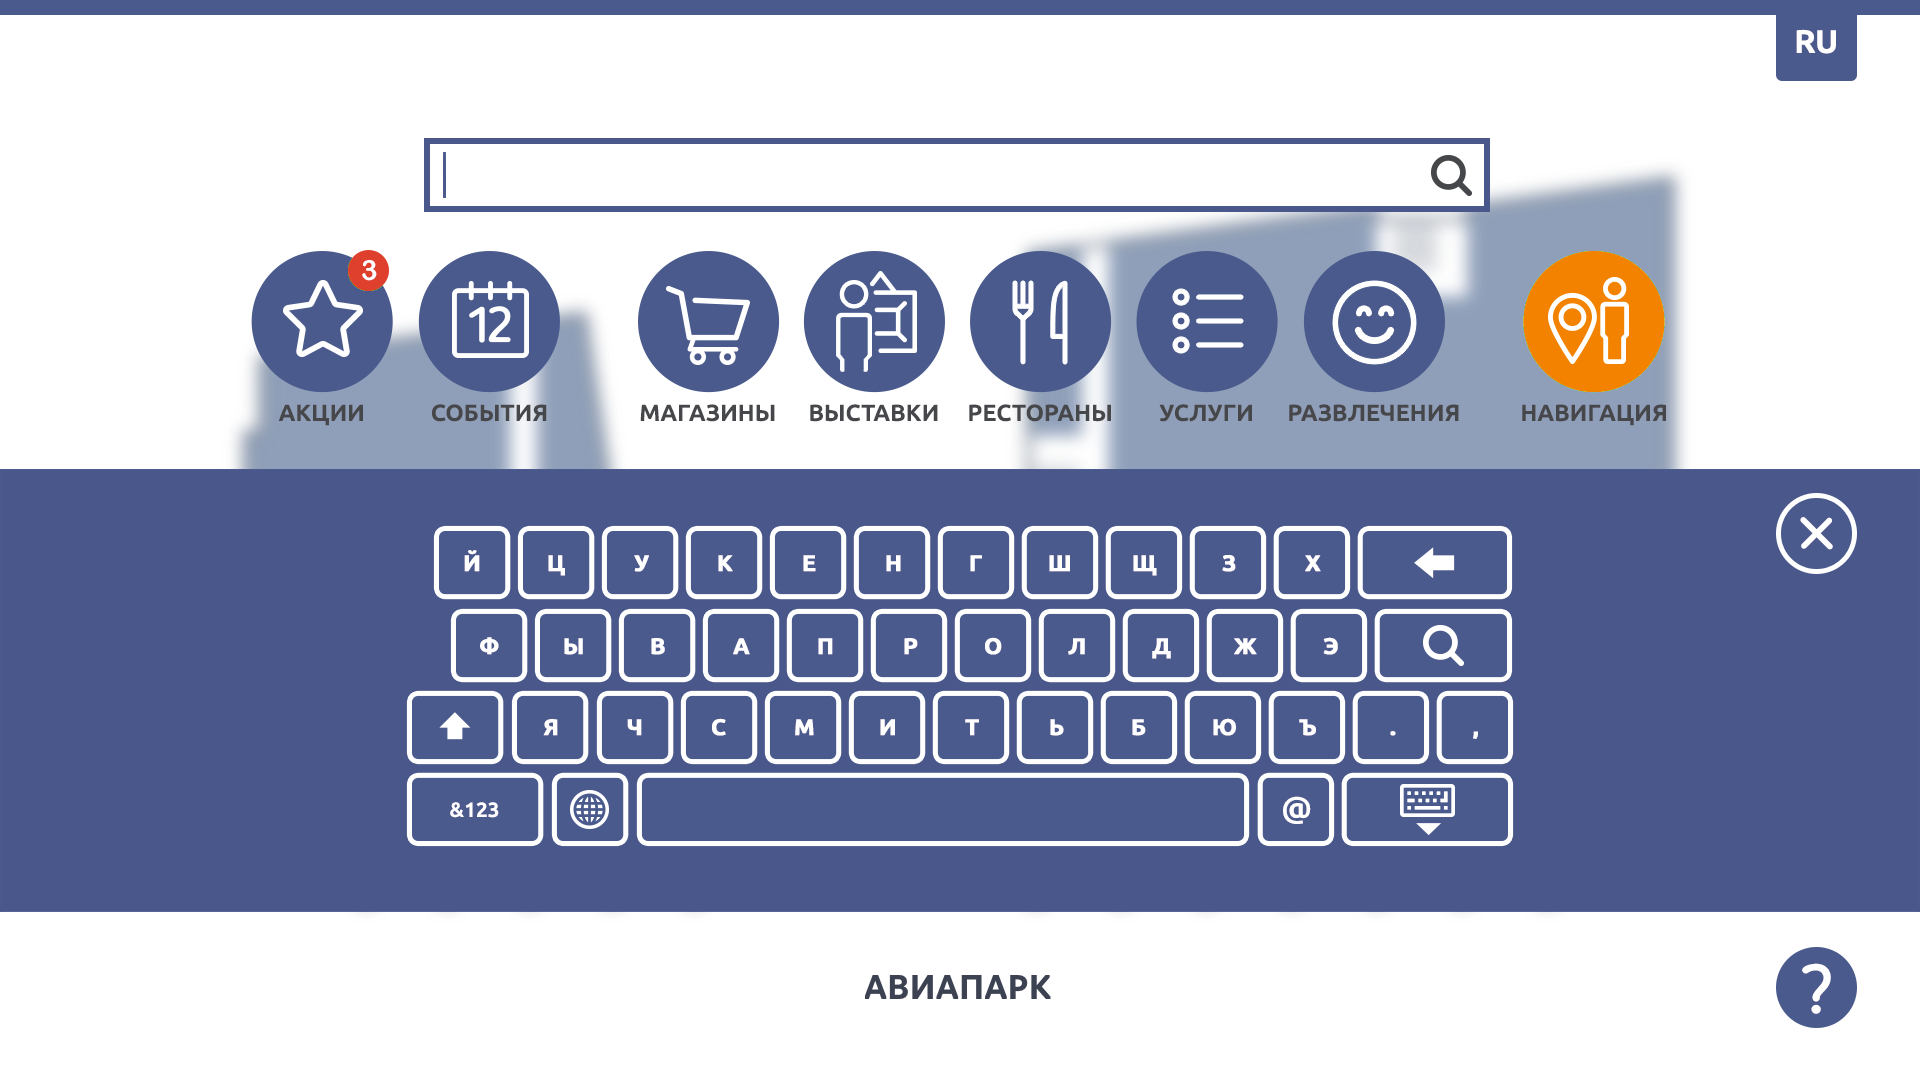 RU
3
12
АКЦИИ СОБЫТИЯ МАГАЗИНЫ ВЫСТАВКИ РЕСТОРАНЫ УСЛУГИ РАЗВЛЕЧЕНИЯ НАВИГАЦИЯ
Й Ц У К Е Н Г Ш Щ З Х
Ф Ы В А П Р О Л Д Ж Э
Я Ч С М И Т Ь Б Ю Ъ . ,
&123 @
АВИАПАРК
?